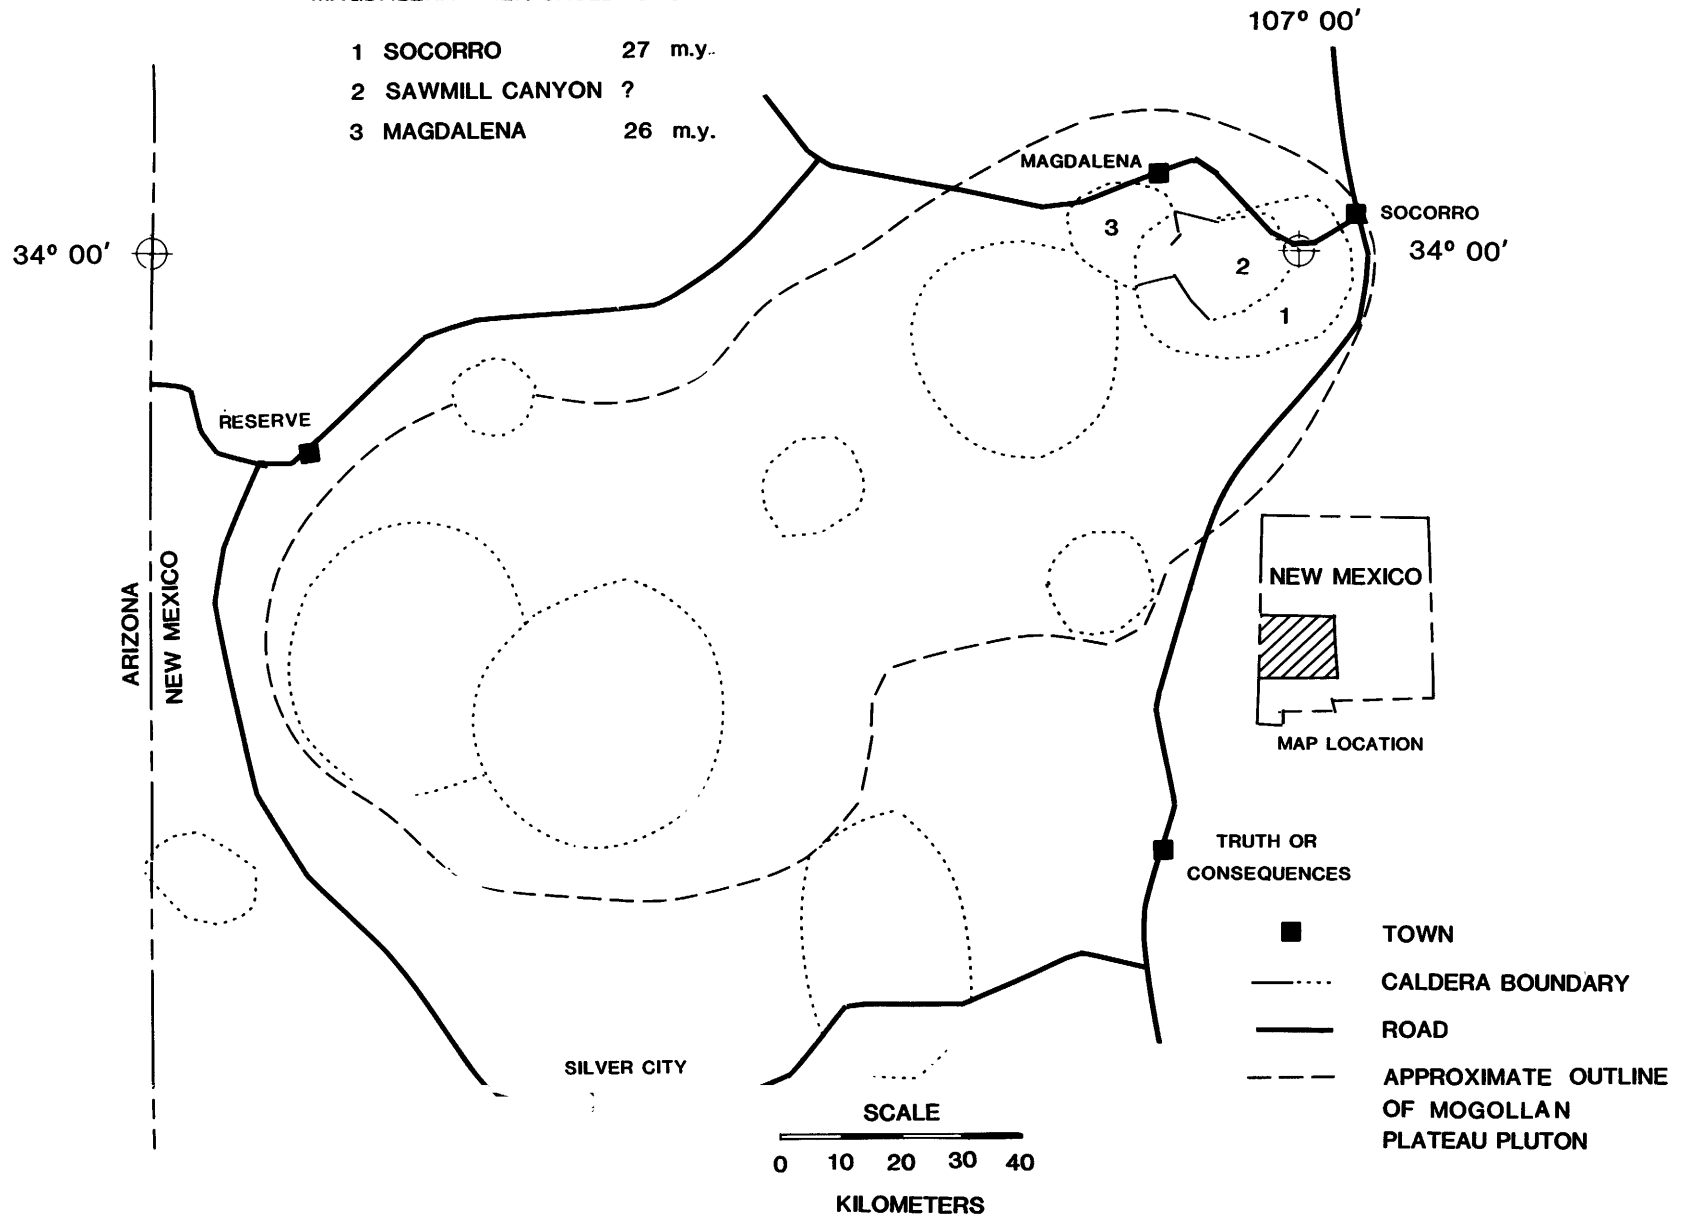 107° 00′
1 SOCORRO 27 m.y.
2 SAWMILL CANYON ?
3 MAGDALENA 26 m.y.
MAGDALENA
SOCORRO
34° 00′
34° 00′
3
2
1
RESERVE
ARIZONA
NEW MEXICO
NEW MEXICO
MAP LOCATION
TRUTH OR
CONSEQUENCES
TOWN
CALDERA BOUNDARY
ROAD
APPROXIMATE OUTLINE
OF MOGOLLAN
PLATEAU PLUTON
SILVER CITY
SCALE
0 10 20 30 40
KILOMETERS